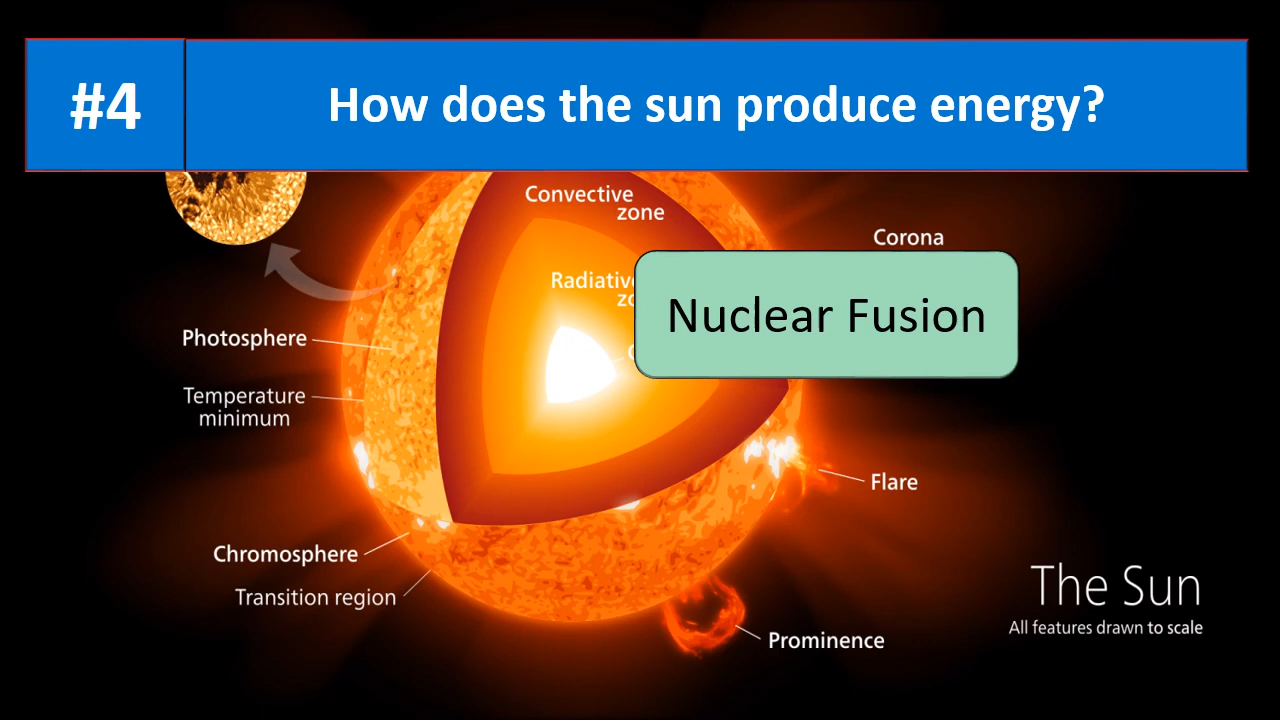 #4
How does the sun produce energy?
Convective
zone
Corona
Nuclear Fusion
Photosphere
Temperature
minimum
Flare
Chromosphere
Transition region
Prominence
The Sun
All features drawn to scale